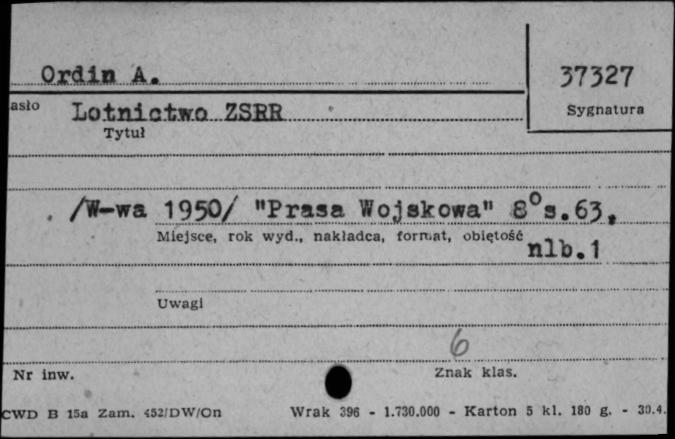 Ordin A.
37327
asło
Lotnictwo ZSRR
Sygnatura
Tytuł
/W-wa 1950/ "Prasa Wojskowa" 8° s.63,
Miejsce, rok wyd., nakładca, format, obiętość
nlb.1
Uwagi
6
Nr inw.
Znak klas.
CWD B 15a Zam. 452/DW/On Wrak 396 - 1.730.000 - Karton 5 kl. 180 g. - 30.4.